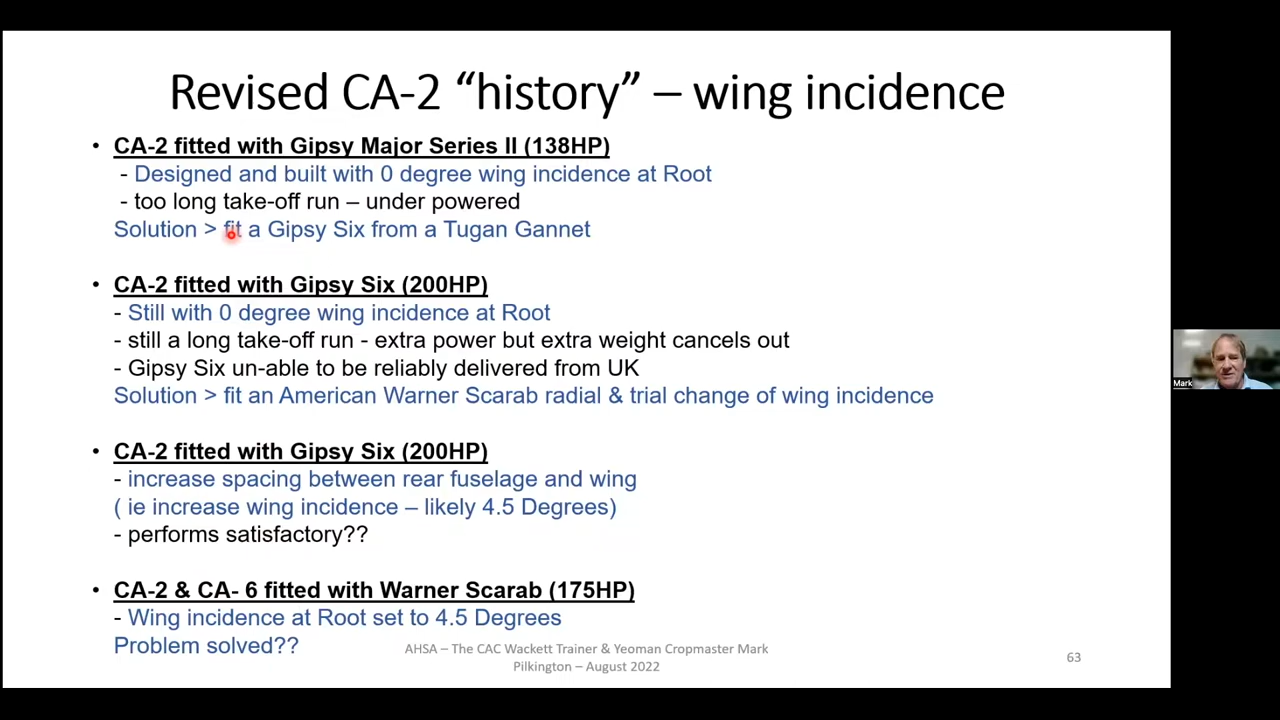 Revised CA-2 “history” – wing incidence
• CA-2 fitted with Gipsy Major Series II (138HP)
- Designed and built with 0 degree wing incidence at Root
- too long take-off run – under powered
Solution > fit a Gipsy Six from a Tugan Gannet
• CA-2 fitted with Gipsy Six (200HP)
- Still with 0 degree wing incidence at Root
- still a long take-off run - extra power but extra weight cancels out
- Gipsy Six un-able to be reliably delivered from UK
Solution > fit an American Warner Scarab radial & trial change of wing incidence
• CA-2 fitted with Gipsy Six (200HP)
- increase spacing between rear fuselage and wing
( ie increase wing incidence – likely 4.5 Degrees)
- performs satisfactory??
• CA-2 & CA- 6 fitted with Warner Scarab (175HP)
- Wing incidence at Root set to 4.5 Degrees
Problem solved??
AHSA – The CAC Wackett Trainer & Yeoman Cropmaster Mark
Pilkington – August 2022
63
Mark